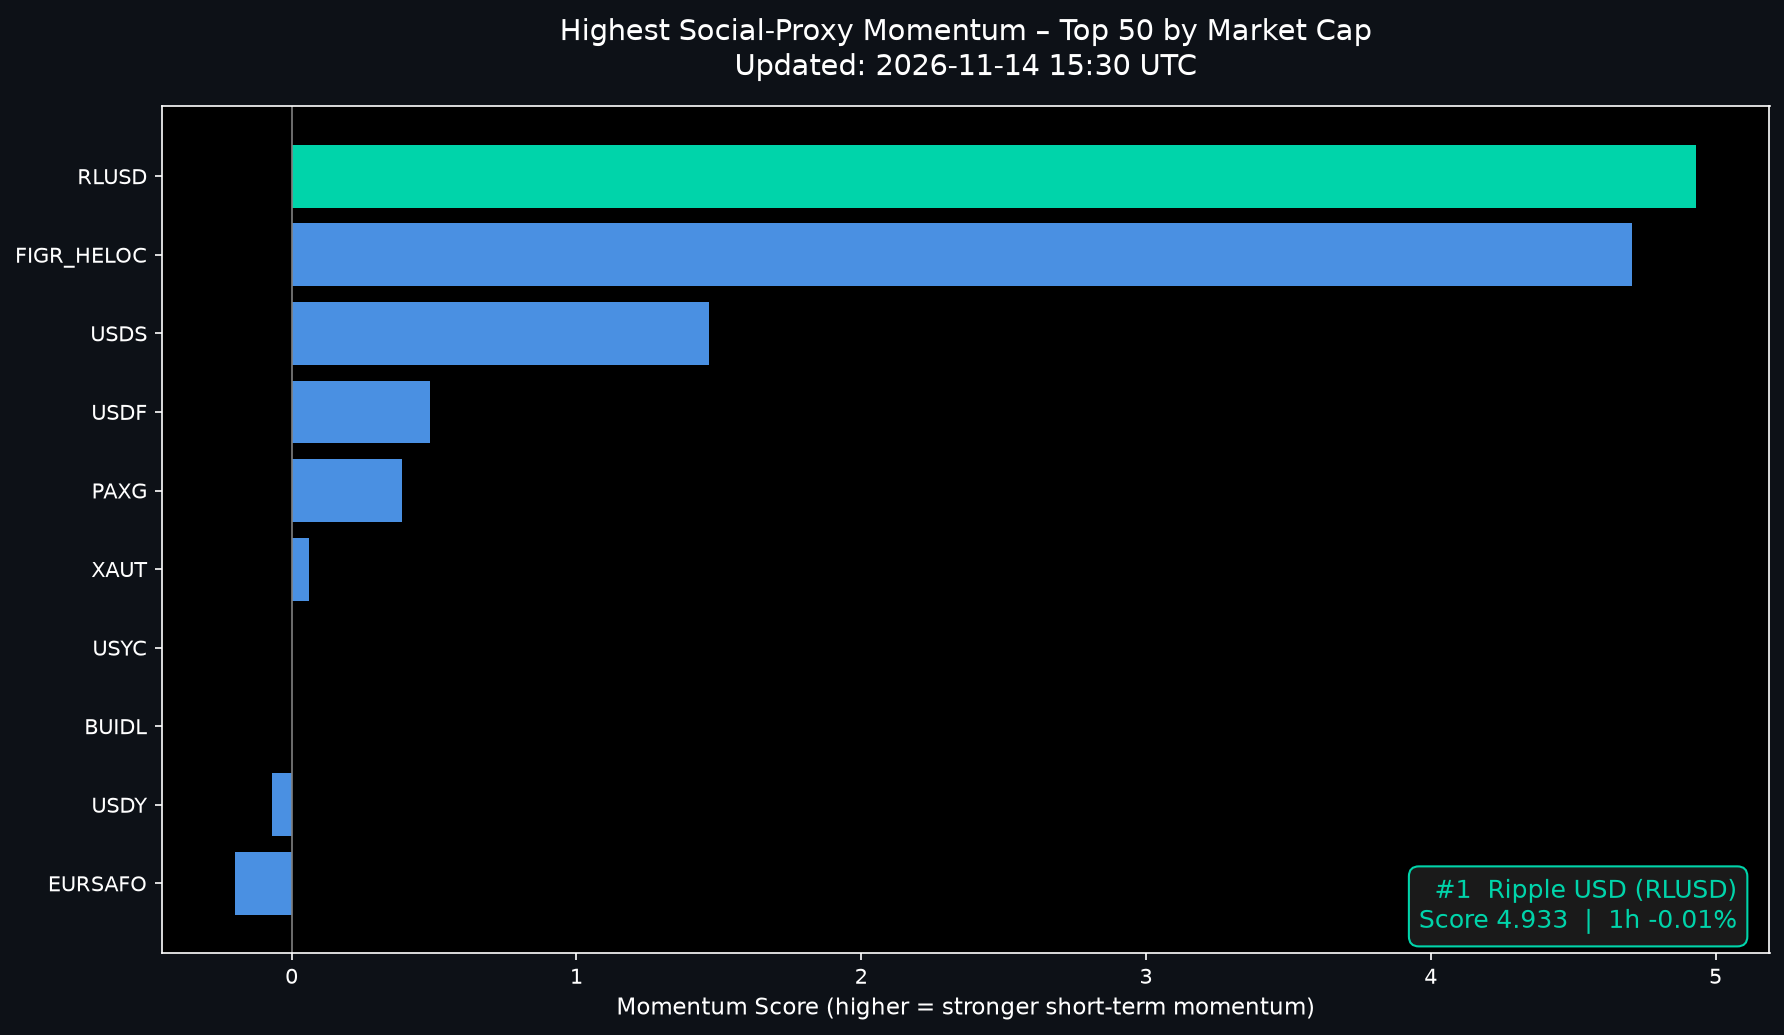 Highest Social-Proxy Momentum – Top 50 by Market Cap
Updated: 2026-11-14 15:30 UTC
RLUSD
FIGR_HELOC
USDS
USDF
PAXG
XAUT
USYC
BUIDL
USDY
EURSAFO
#1  Ripple USD (RLUSD)
Score 4.933  |  1h -0.01%
0 1 2 3 4 5
Momentum Score (higher = stronger short-term momentum)